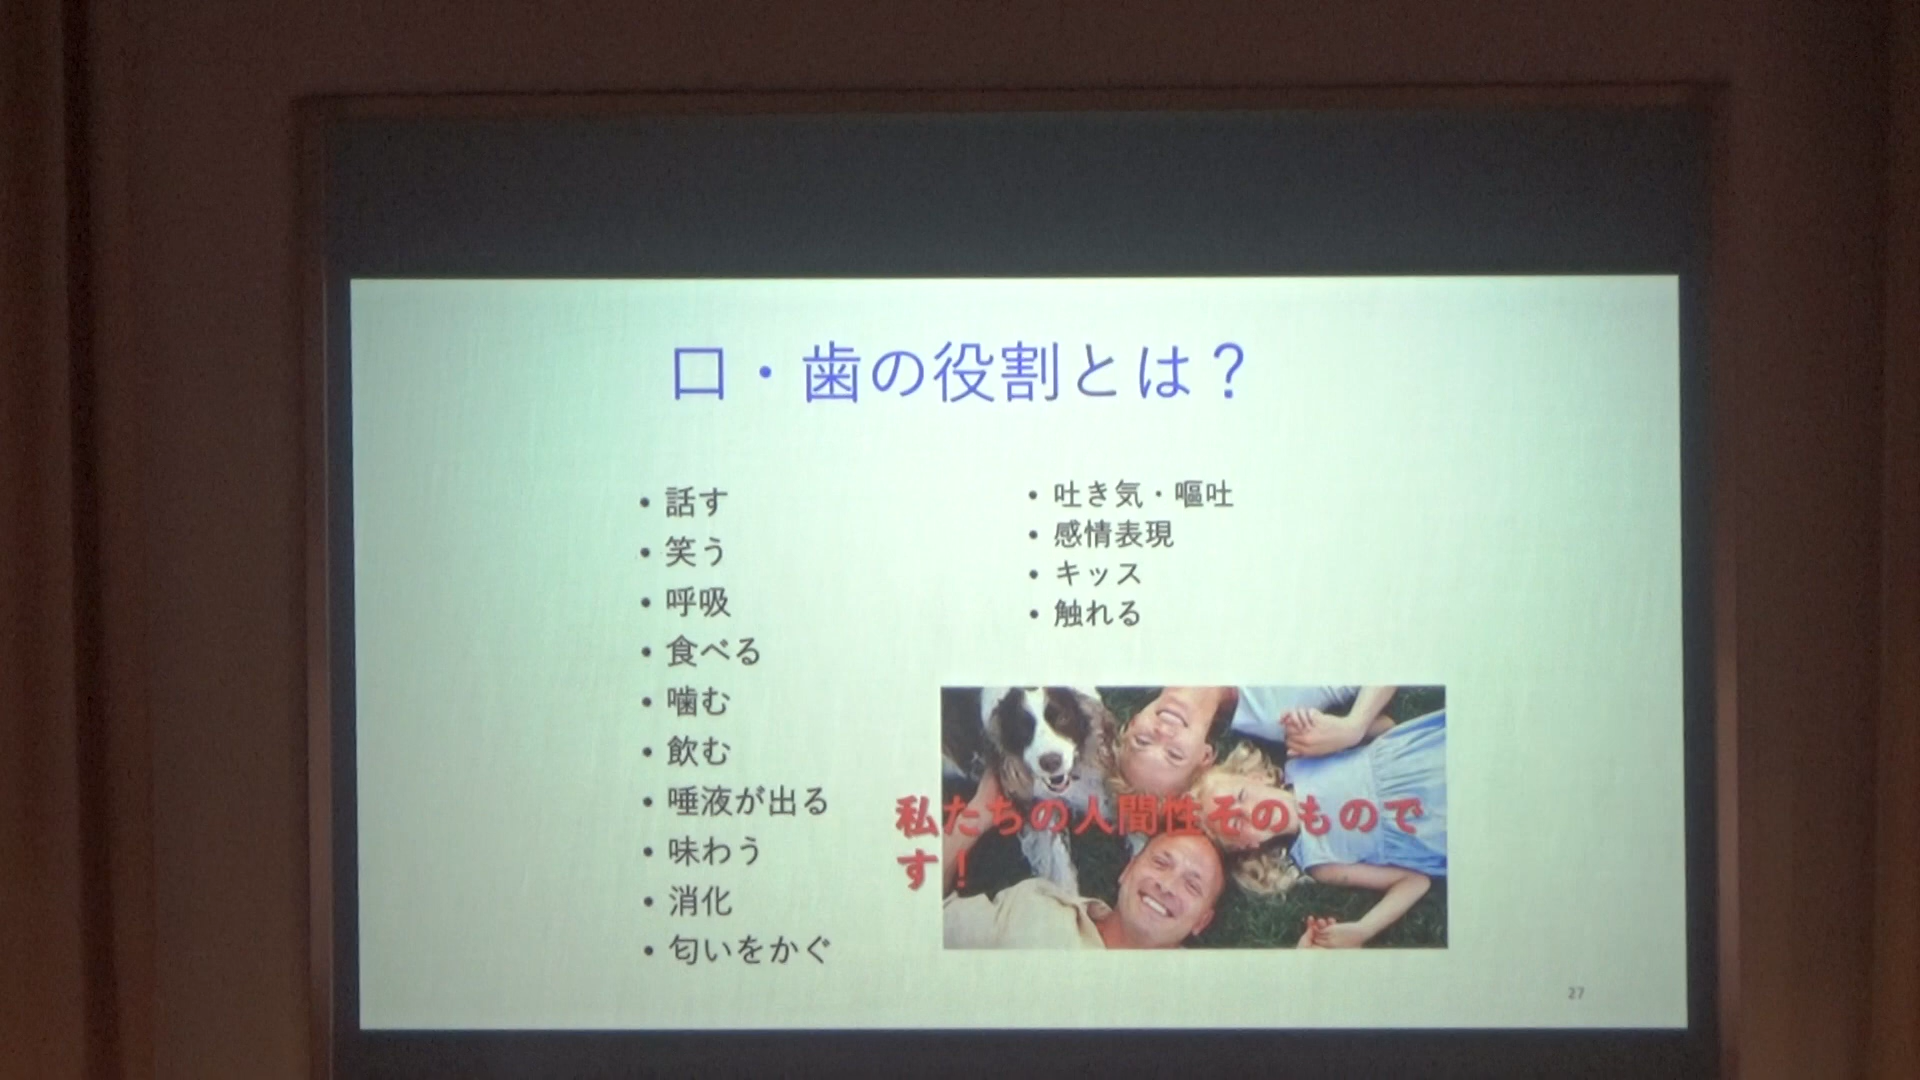 口・歯の役割とは？
• 話す
• 笑う
• 呼吸
• 食べる
• 噛む
• 飲む
• 唾液が出る
• 味わう
• 消化
• 匂いをかぐ
• 吐き気・嘔吐
• 感情表現
• キッス
• 触れる
私たちの人間性そのもので
す！
27